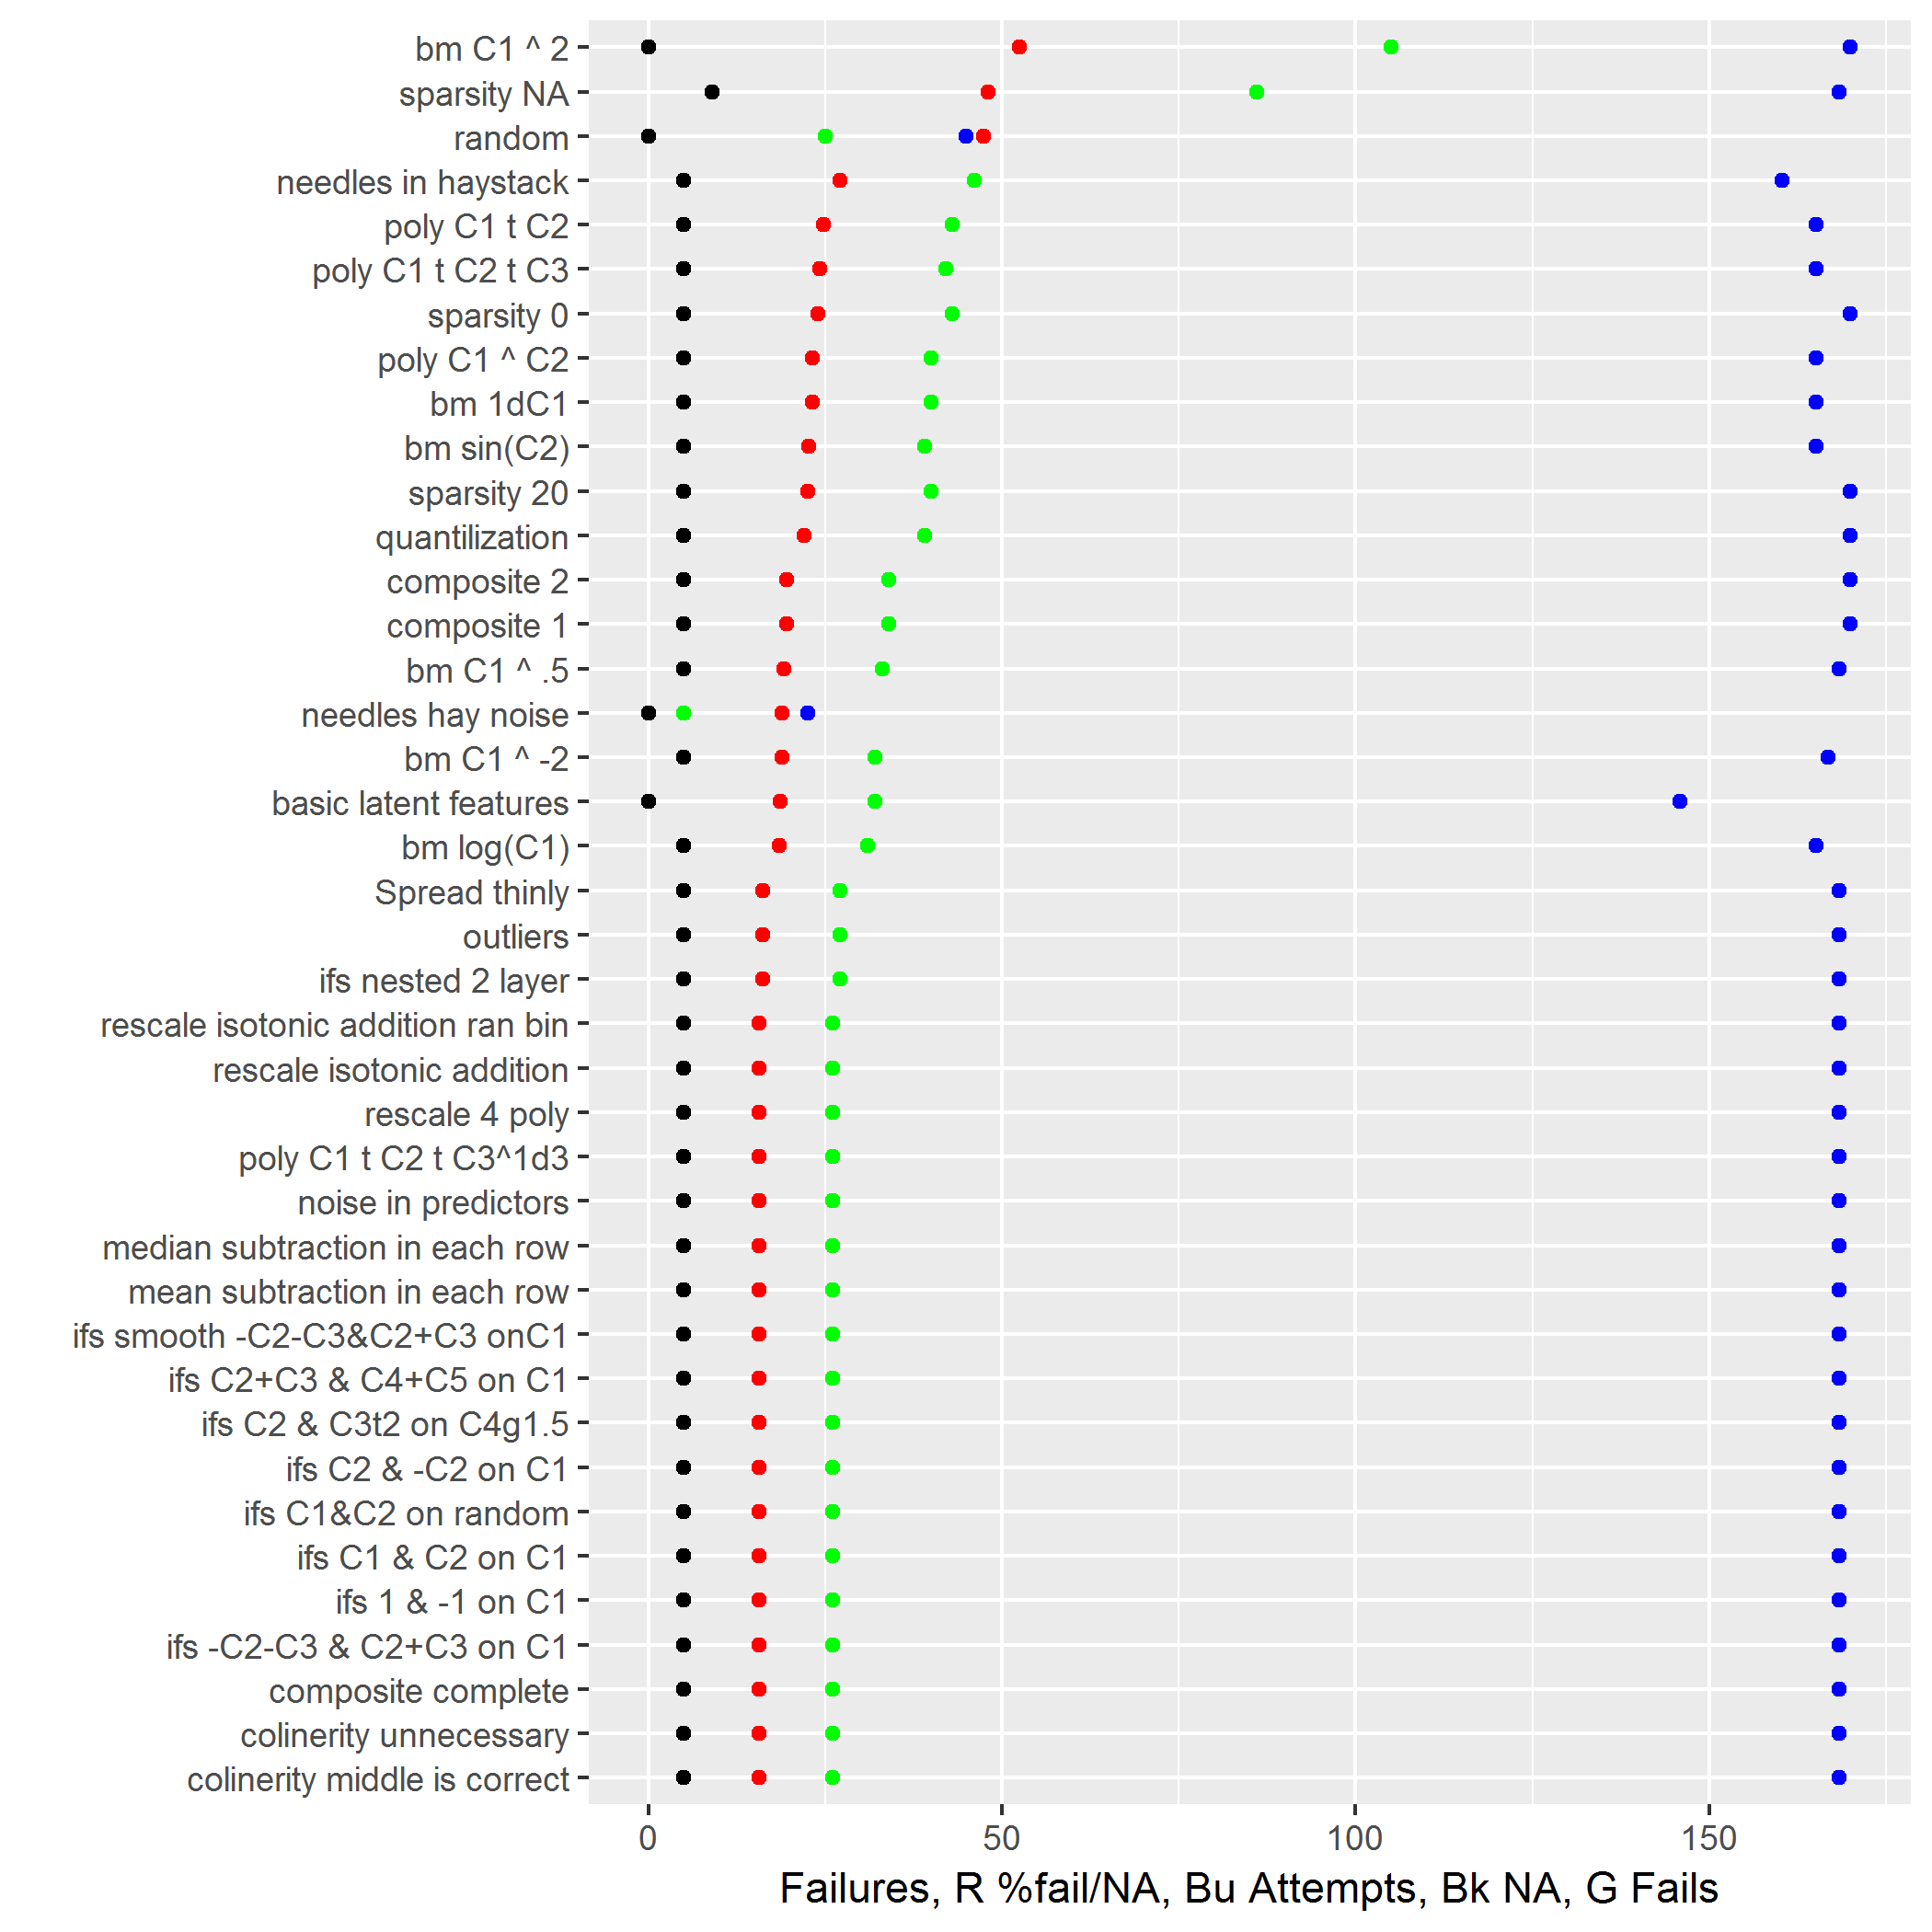 bm C1 ^ 2
sparsity NA
random
needles in haystack
poly C1 t C2
poly C1 t C2 t C3
sparsity 0
poly C1 ^ C2
bm 1dC1
bm sin(C2)
sparsity 20
quantilization
composite 2
composite 1
bm C1 ^ .5
needles hay noise
bm C1 ^ -2
basic latent features
bm log(C1)
Spread thinly
outliers
ifs nested 2 layer
rescale isotonic addition ran bin
rescale isotonic addition
rescale 4 poly
poly C1 t C2 t C3^1d3
noise in predictors
median subtraction in each row
mean subtraction in each row
ifs smooth -C2-C3&C2+C3 onC1
ifs C2+C3 & C4+C5 on C1
ifs C2 & C3t2 on C4g1.5
ifs C2 & -C2 on C1
ifs C1&C2 on random
ifs C1 & C2 on C1
ifs 1 & -1 on C1
ifs -C2-C3 & C2+C3 on C1
composite complete
colinerity unnecessary
colinerity middle is correct
0 50 100 150
Failures, R %fail/NA, Bu Attempts, Bk NA, G Fails